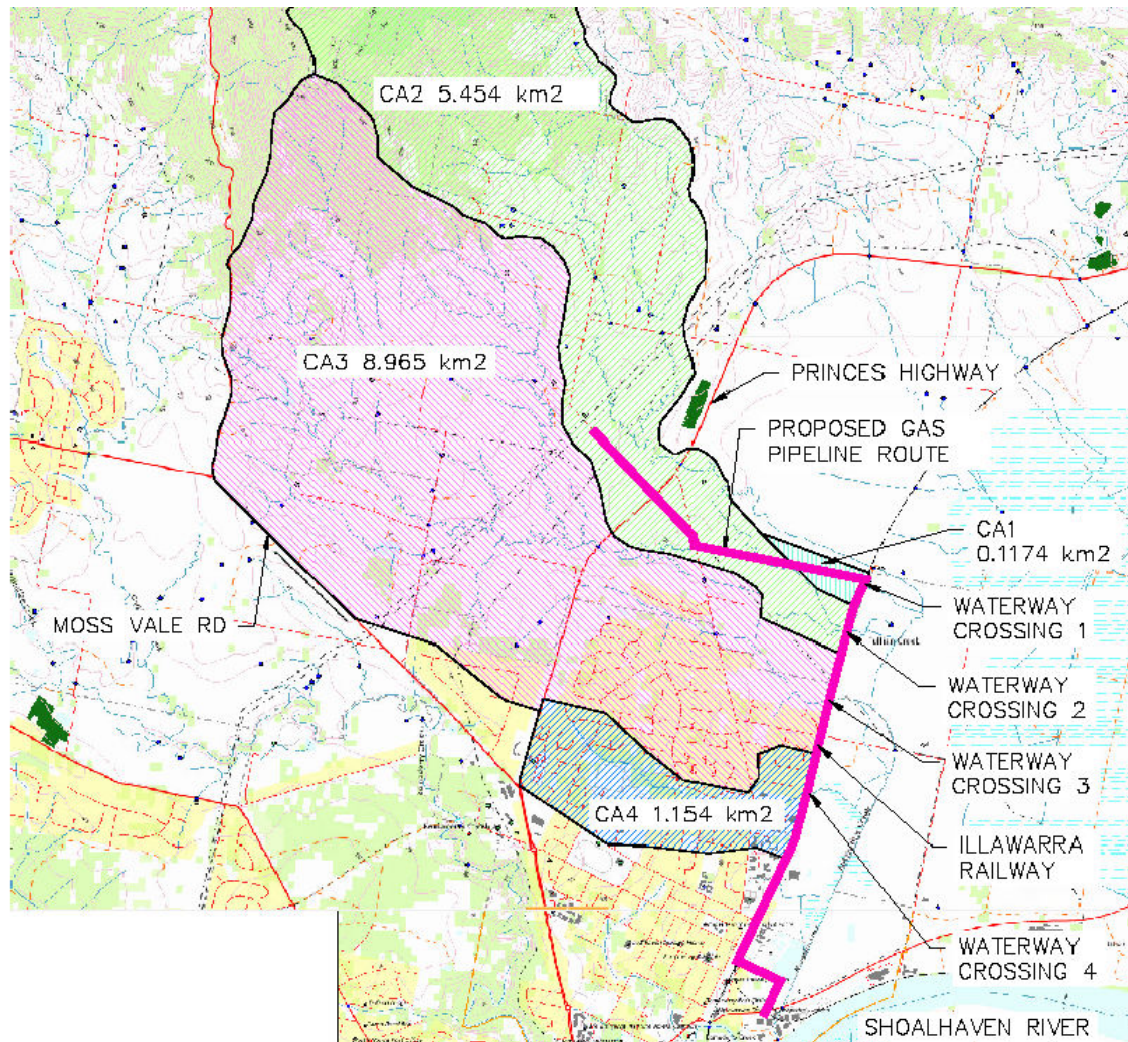 CA2 5.454 km2
CA3 8.965 km2
PRINCES HIGHWAY
PROPOSED GAS
PIPELINE ROUTE
CA1
0.1174 km2
WATERWAY
CROSSING 1
MOSS VALE RD
WATERWAY
CROSSING 2
WATERWAY
CROSSING 3
CA4 1.154 km2
ILLAWARRA
RAILWAY
WATERWAY
CROSSING 4
SHOALHAVEN RIVER